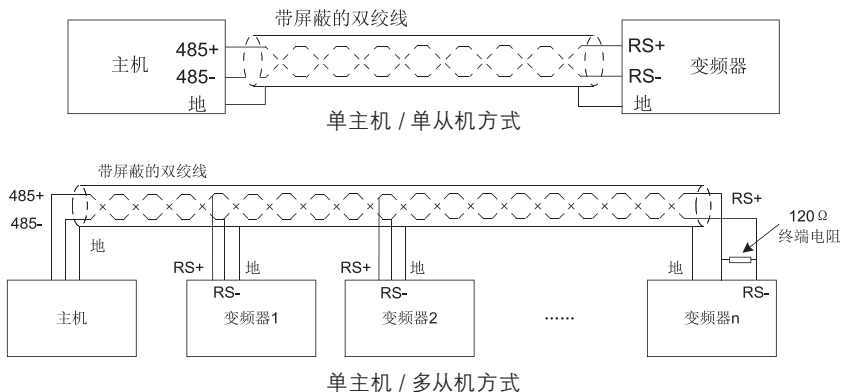 带屏蔽的双绞线
主机
485+
485-
地
RS+
RS-
地
变频器
单主机 / 单从机方式
带屏蔽的双绞线
485+
485-
地
RS+
RS-
地
RS+
RS-
地
地
RS+
RS-
120Ω
终端电阻
主机
变频器1
变频器2
......
变频器n
单主机 / 多从机方式